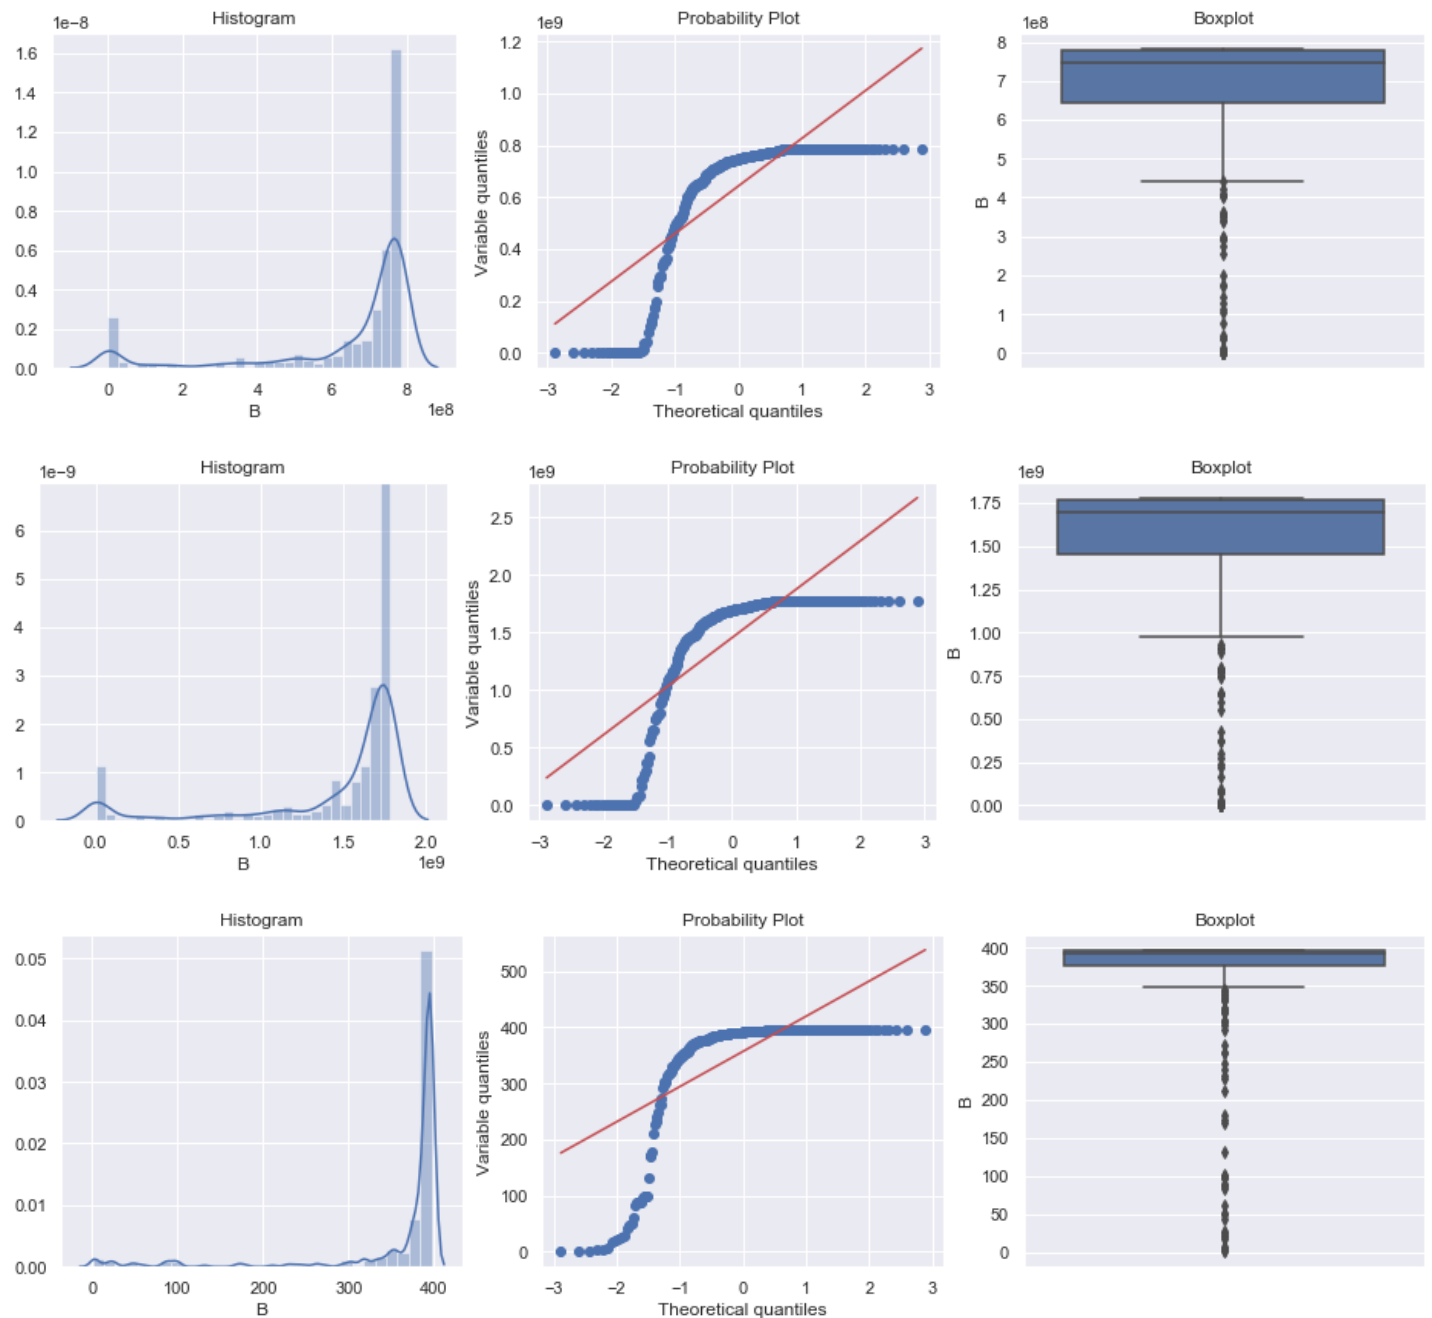 Histogram Probability Plot Boxplot
1e−8 1e9 1e8
1.6 1.2 8
1.4 1.0 7
1.2 0.8 6
1.0 0.6 5
0.8 0.4 4
0.6 0.2 3
0.4 0.0 2
0.2 1
0.0 0
Variable quantiles
B
0 2 4 6 8 −3 −2 −1 0 1 2 3
B 1e8 Theoretical quantiles
Histogram Probability Plot Boxplot
1e−9 1e9 1e9
6 2.5 1.75
5 2.0 1.50
4 1.5 1.25
3 1.0 1.00
2 0.5 0.75
1 0.0 0.50
0 0.25
0.00
Variable quantiles
B
0.0 0.5 1.0 1.5 2.0 −3 −2 −1 0 1 2 3
B 1e9 Theoretical quantiles
Histogram Probability Plot Boxplot
0.05 500 400
0.04 400 350
0.03 300 300
0.02 200 250
0.01 100 200
0.00 0 150
100
50
0
Variable quantiles
B
0 100 200 300 400 −3 −2 −1 0 1 2 3
B Theoretical quantiles